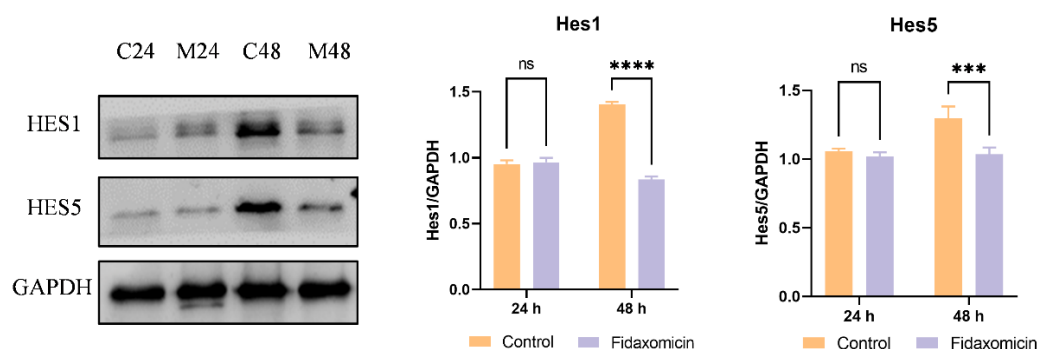 C24 M24 C48 M48
HES1
HES5
GAPDH
Hes1
ns ****
1.5
1.0
0.5
0.0
Hes1/GAPDH
24 h 48 h
Control Fidaxomicin
Hes5
ns ***
1.5
1.0
0.5
0.0
Hes5/GAPDH
24 h 48 h
Control Fidaxomicin